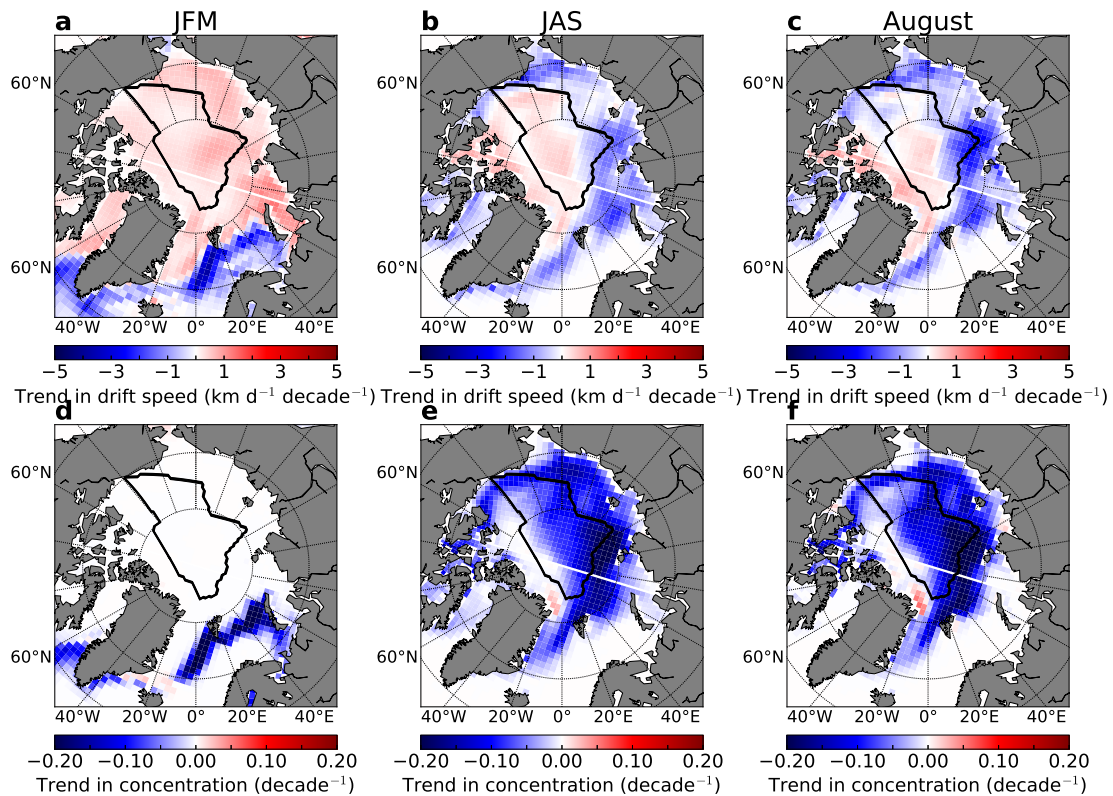 a JFM
b JAS
c August
60°N 60°N 60°N
60°N 60°N 60°N
40°W 20°W 0° 20°E 40°E
40°W 20°W 0° 20°E 40°E
40°W 20°W 0° 20°E 40°E
−5 −3 −1 1 3 5
−5 −3 −1 1 3 5
−5 −3 −1 1 3 5
Trend in drift speed (km d⁻¹ decade⁻¹)
Trend in drift speed (km d⁻¹ decade⁻¹)
Trend in drift speed (km d⁻¹ decade⁻¹)
d
e
f
60°N 60°N 60°N
60°N 60°N 60°N
40°W 20°W 0° 20°E 40°E
40°W 20°W 0° 20°E 40°E
40°W 20°W 0° 20°E 40°E
−0.20 −0.10 0.00 0.10 0.20
−0.20 −0.10 0.00 0.10 0.20
−0.20 −0.10 0.00 0.10 0.20
Trend in concentration (decade⁻¹)
Trend in concentration (decade⁻¹)
Trend in concentration (decade⁻¹)